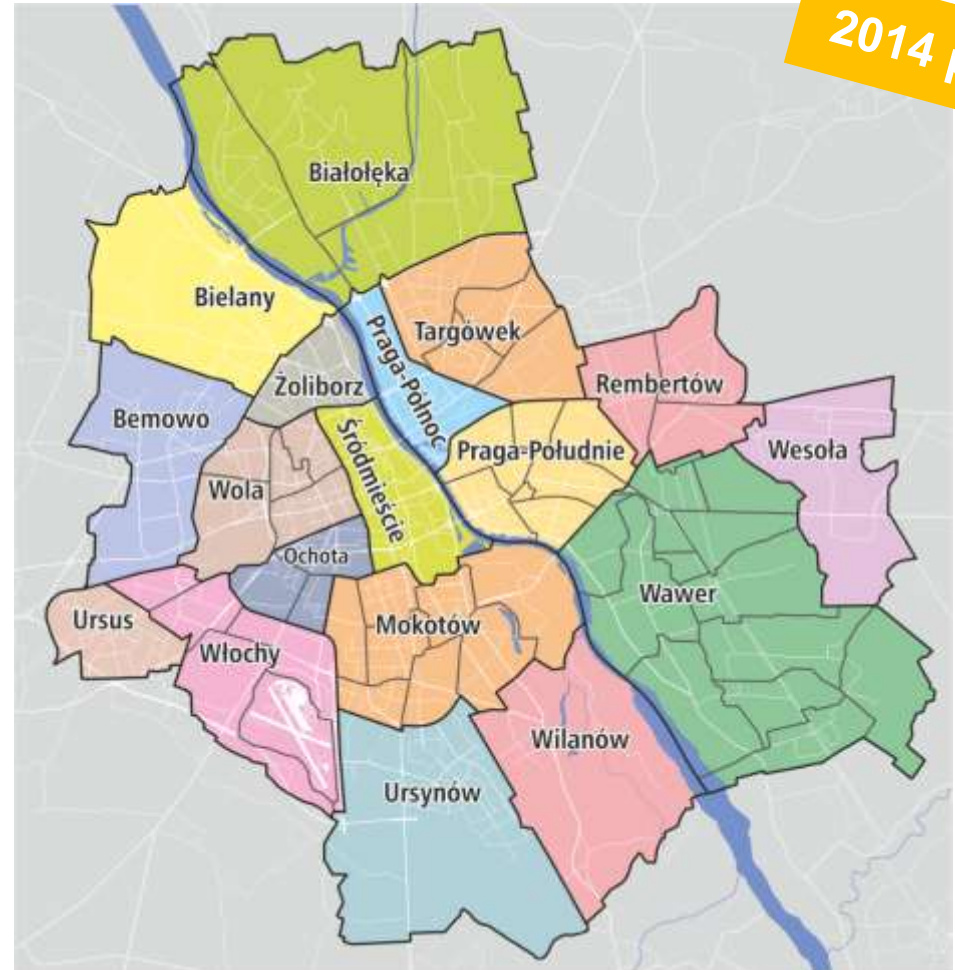 2014
Białołęka
Bielany
Targówek
Praga-Północ
Żoliborz
Rembertów
Bemowo
Śródmieście
Praga-Południe
Wesoła
Wola
Ochota
Wawer
Ursus
Mokotów
Włochy
Wilanów
Ursynów